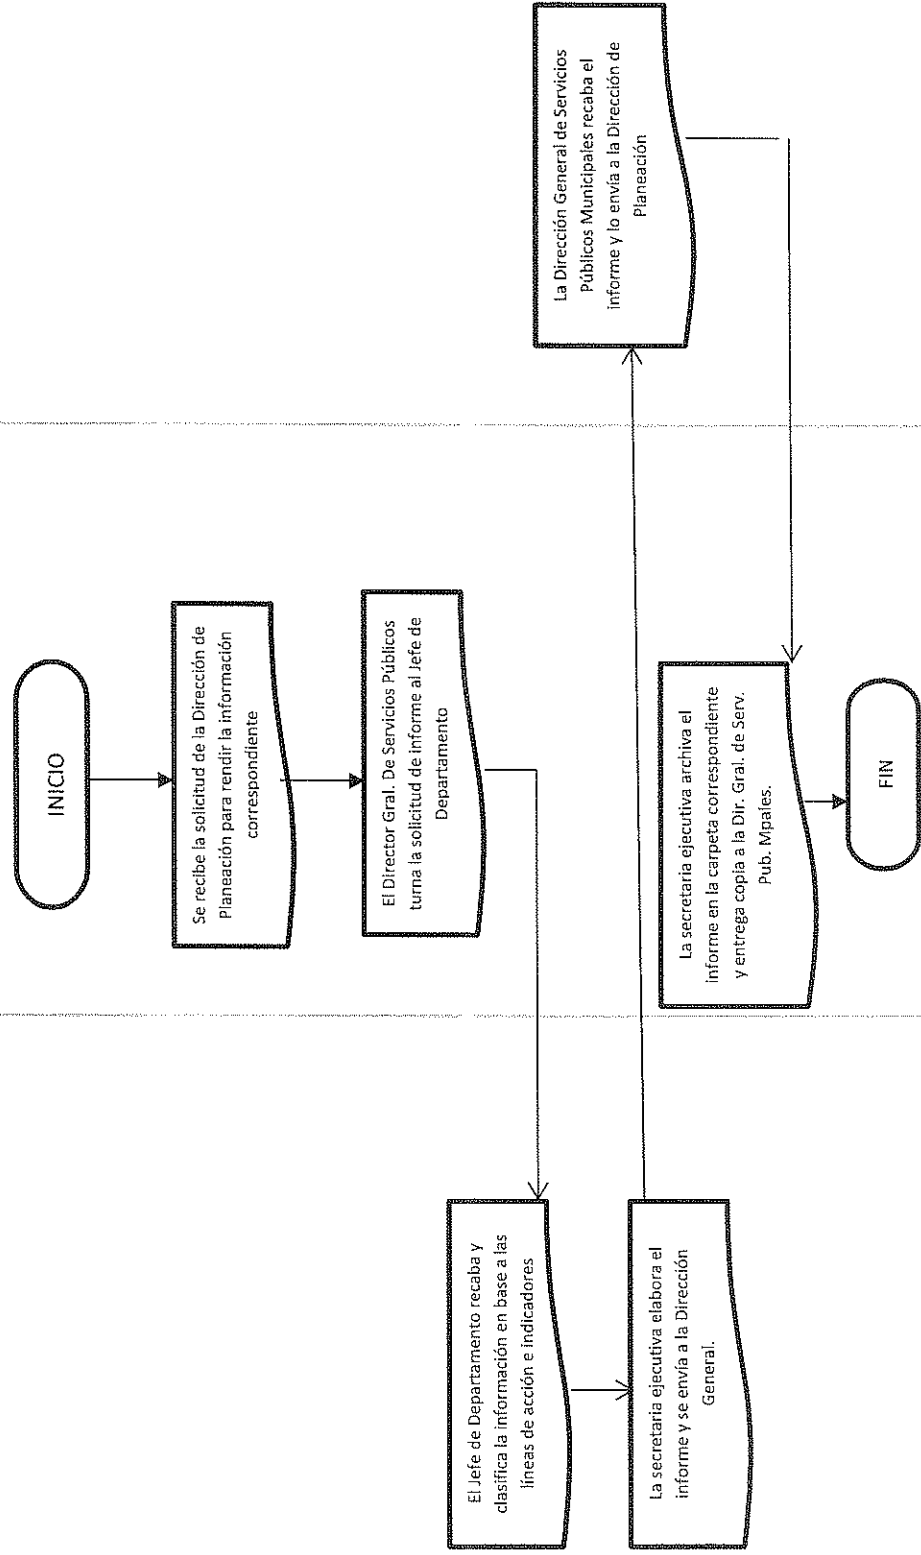 INICIO
Se recibe la solicitud de la Dirección de
Planeación para rendir la información
correspondiente
El Director Gral. De Servicios Públicos
turna la solicitud de informe al Jefe de
Departamento
El Jefe de Departamento recaba y
clasifica la información en base a las
líneas de acción e indicadores
La secretaria ejecutiva elabora el
informe y se envía a la Dirección
General.
La Dirección General de Servicios
Públicos Municipales recaba el
informe y lo envía a la Dirección de
Planeación
La secretaria ejecutiva archiva el
informe en la carpeta correspondiente
y entrega copia a la Dir. Gral. de Serv.
Pub. Mpales.
FIN